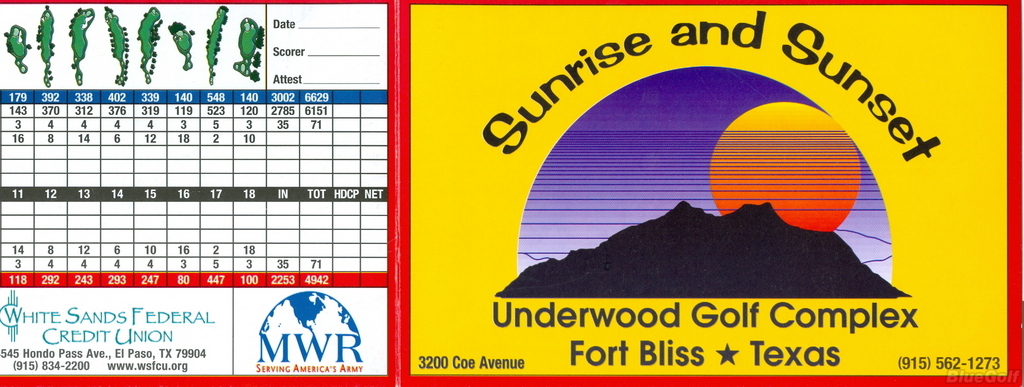 Date
Scorer
Attest
179 392 338 402 339 140 548 140 3002 6629
143 370 312 376 319 119 523 120 2785 6151
3 4 4 4 4 3 5 3 35 71
16 8 14 6 12 18 2 10
11 12 13 14 15 16 17 18 IN TOT HDCP NET
14 8 12 6 10 16 2 18
3 4 4 4 4 3 5 3 35 71
118 292 243 293 247 80 447 100 2253 4942
WHITE SANDS FEDERAL
CREDIT UNION
545 Hondo Pass Ave., El Paso, TX 79904
(915) 834-2200 www.wsfcu.org
MWR
SERVING AMERICA'S ARMY
Sunrise and Sunset
Underwood Golf Complex
Fort Bliss ★ Texas
3200 Coe Avenue
(915) 562-1273
BlueGolf